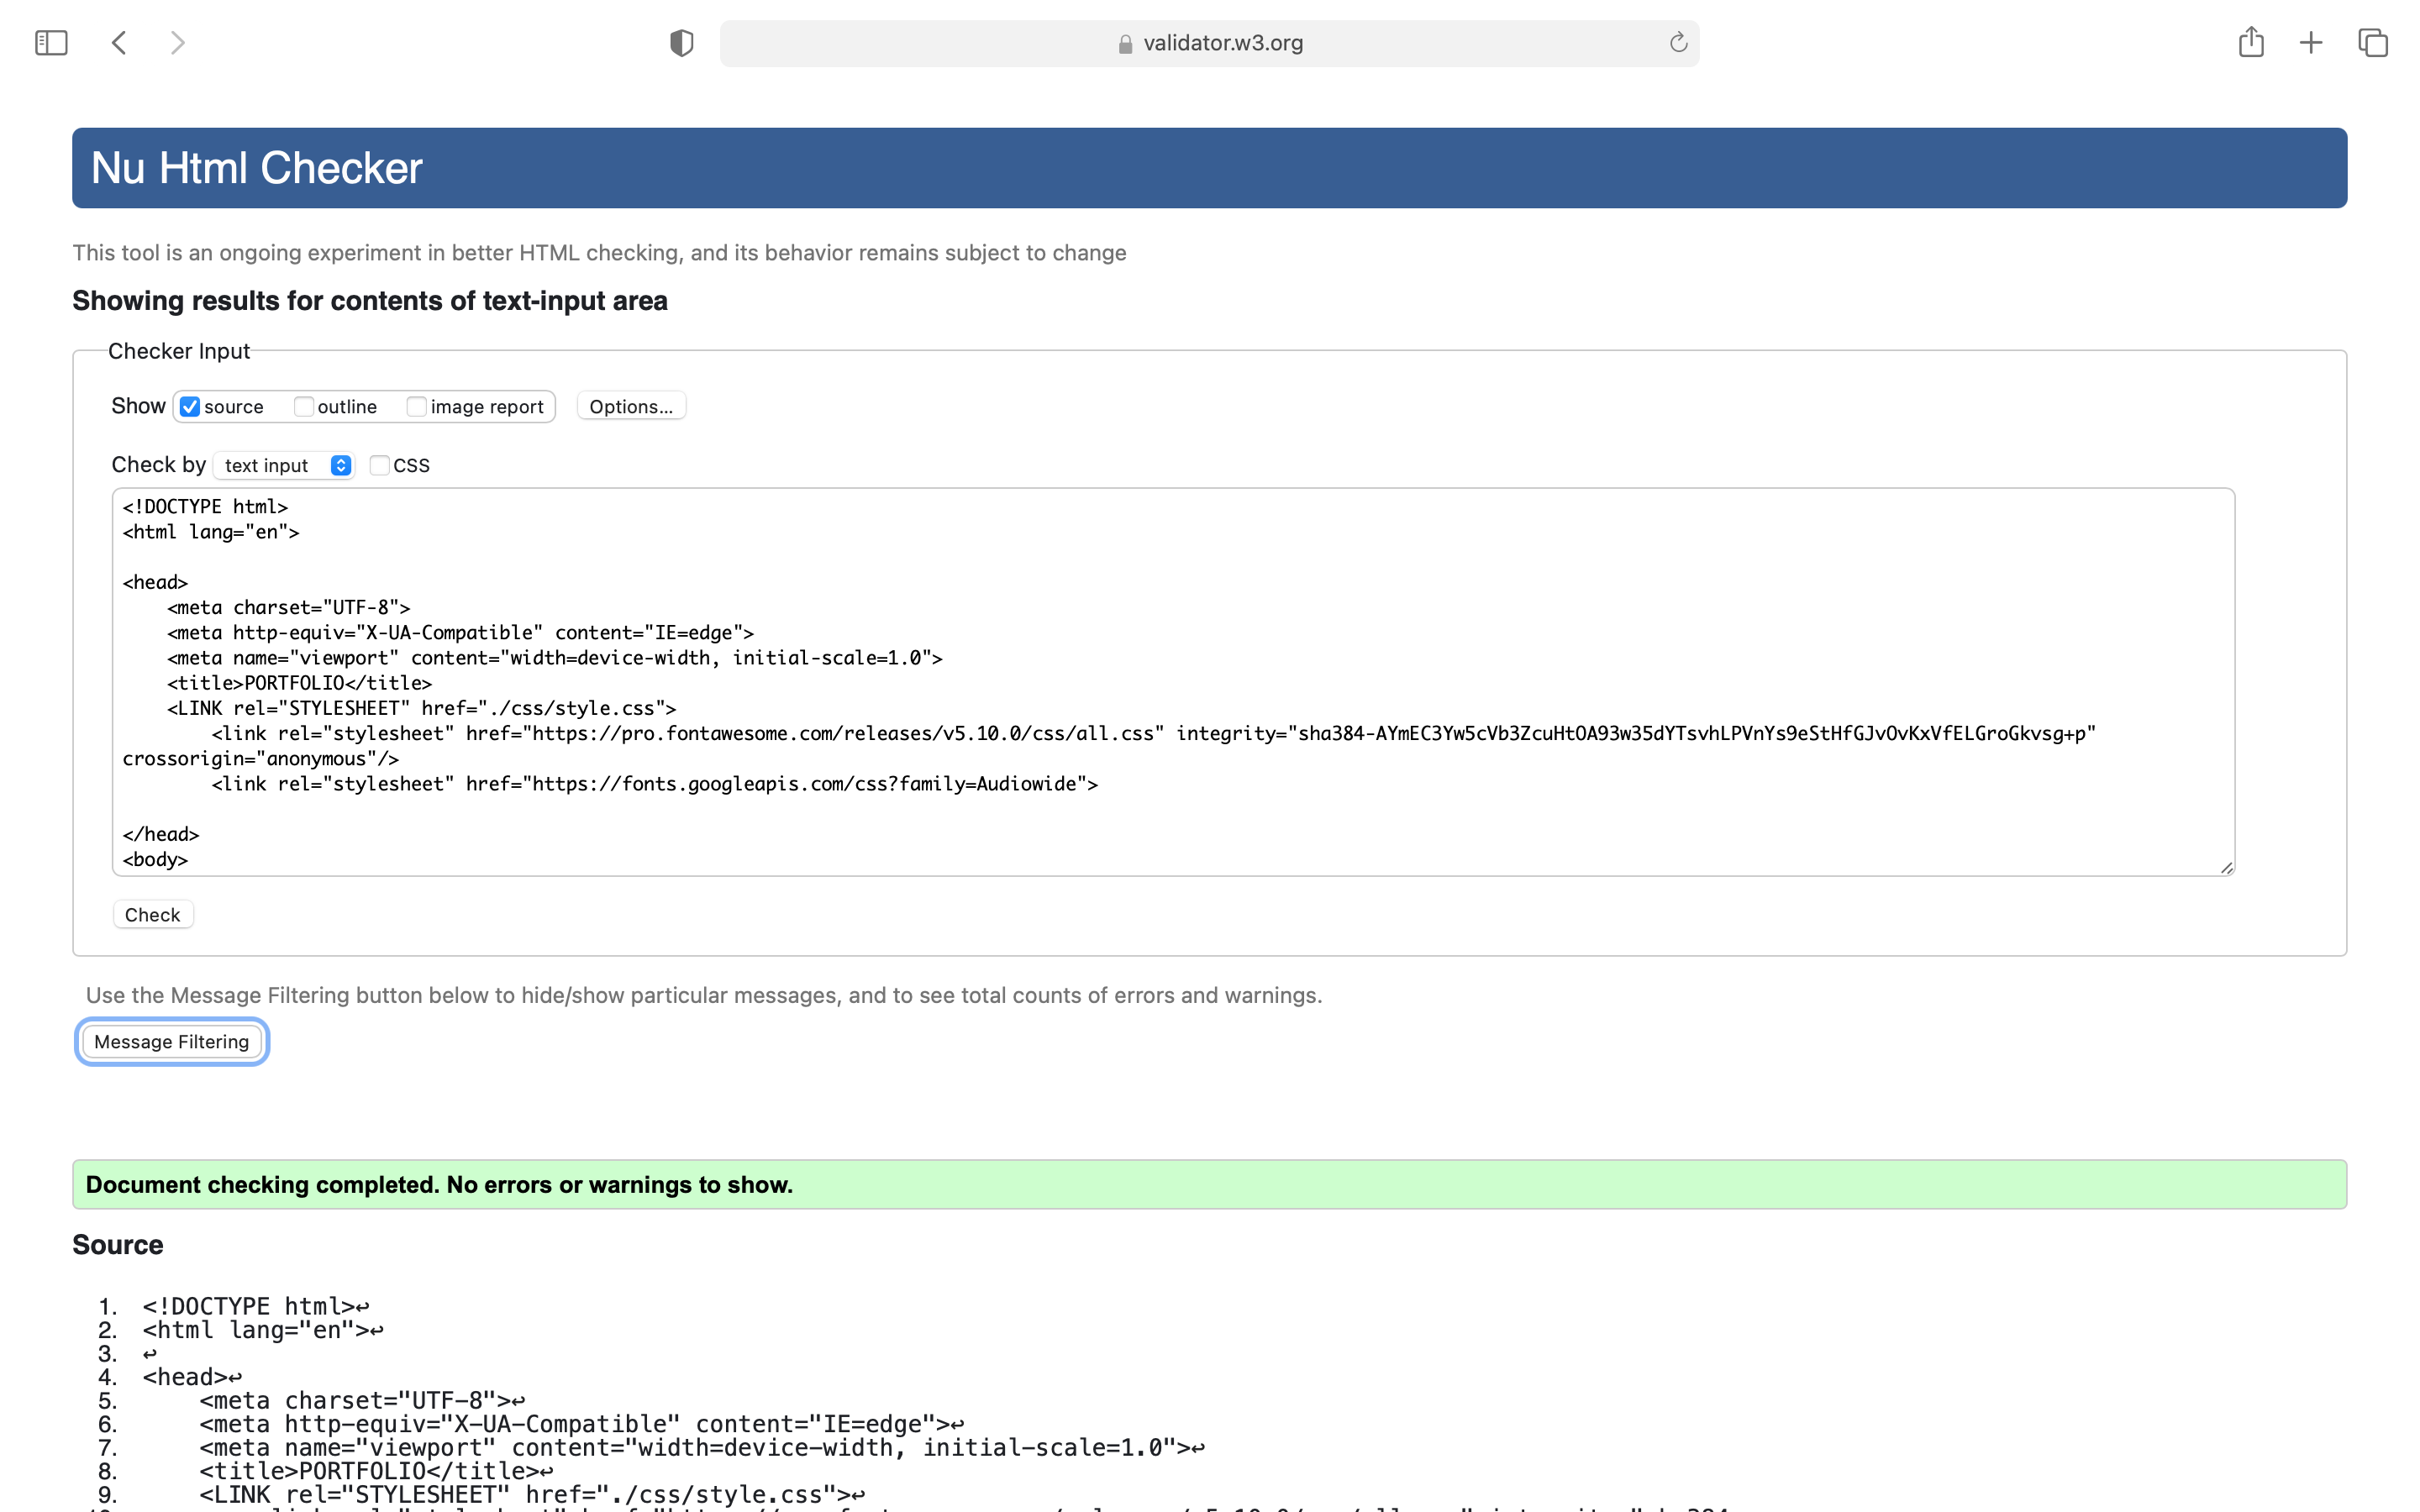 validator.w3.org
Nu Html Checker
This tool is an ongoing experiment in better HTML checking, and its behavior remains subject to change
Showing results for contents of text-input area
Checker Input
Show source outline image report Options...
Check by text input CSS
<!DOCTYPE html>
<html lang="en">
<head>
<meta charset="UTF-8">
<meta http-equiv="X-UA-Compatible" content="IE=edge">
<meta name="viewport" content="width=device-width, initial-scale=1.0">
<title>PORTFOLIO</title>
<LINK rel="STYLESHEET" href="./css/style.css">
<link rel="stylesheet" href="https://pro.fontawesome.com/releases/v5.10.0/css/all.css" integrity="sha384-AYmEC3Yw5cVb3ZcuHtOA93w35dYTsvhLPVnYs9eStHfGJvOvKxVfELGroGkvsg+p"
crossorigin="anonymous"/>
<link rel="stylesheet" href="https://fonts.googleapis.com/css?family=Audiowide">
</head>
<body>
Check
Use the Message Filtering button below to hide/show particular messages, and to see total counts of errors and warnings.
Message Filtering
Document checking completed. No errors or warnings to show.
Source
1. <!DOCTYPE html>↩
2. <html lang="en">↩
3. ↩
4. <head>↩
5. <meta charset="UTF-8">↩
6. <meta http-equiv="X-UA-Compatible" content="IE=edge">↩
7. <meta name="viewport" content="width=device-width, initial-scale=1.0">↩
8. <title>PORTFOLIO</title>↩
9. <LINK rel="STYLESHEET" href="./css/style.css">↩